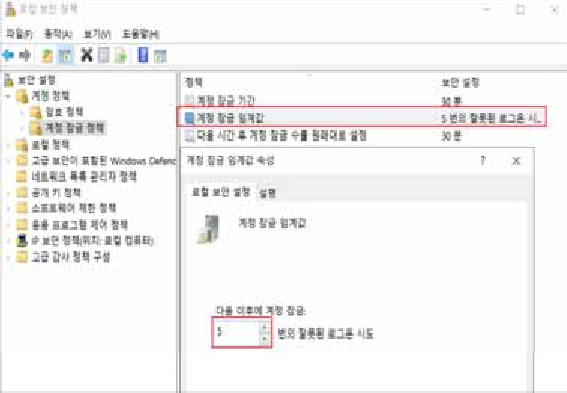 로컬 보안 정책
파일(F) 동작(A) 보기(V) 도움말(H)
보안 설정
계정 정책
암호 정책
계정 잠금 정책
로컬 정책
고급 보안이 포함된 Windows Defenc
네트워크 목록 관리자 정책
공개 키 정책
소프트웨어 제한 정책
응용 프로그램 제어 정책
IP 보안 정책(위치: 로컬 컴퓨터)
고급 감사 정책 구성
정책 보안 설정
계정 잠금 기간 30 분
계정 잠금 임계값 5 번의 잘못된 로그온 시...
다음 시간 후 계정 잠금 수를 원래대로 설정 30 분
계정 잠금 임계값 속성 ? ×
로컬 보안 설정 설명
계정 잠금 임계값
다음 이후에 계정 잠금:
5 번의 잘못된 로그온 시도